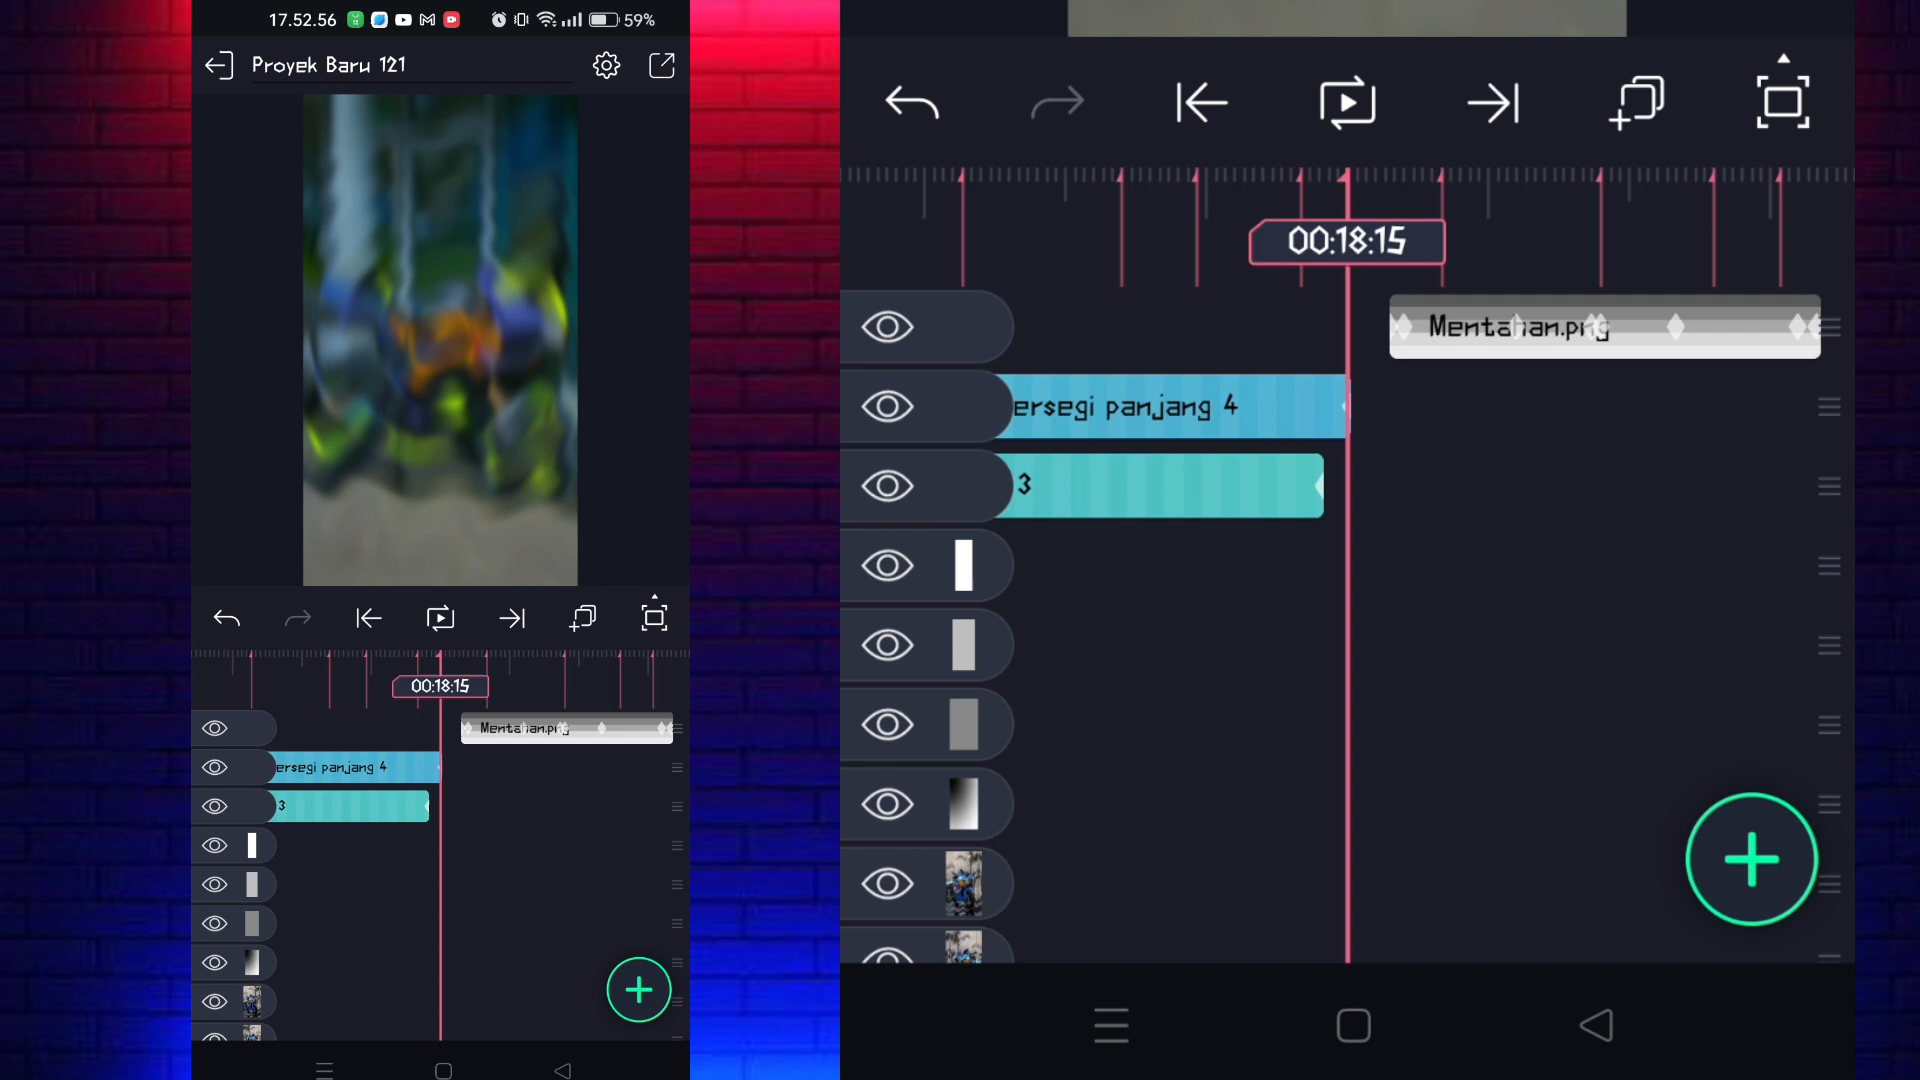 17.52.56
59%
Proyek Baru 121
00:18:15
Mentahan.png
ersegi panjang 4
3
00:18:15
Mentahan.png
ersegi panjang 4
3